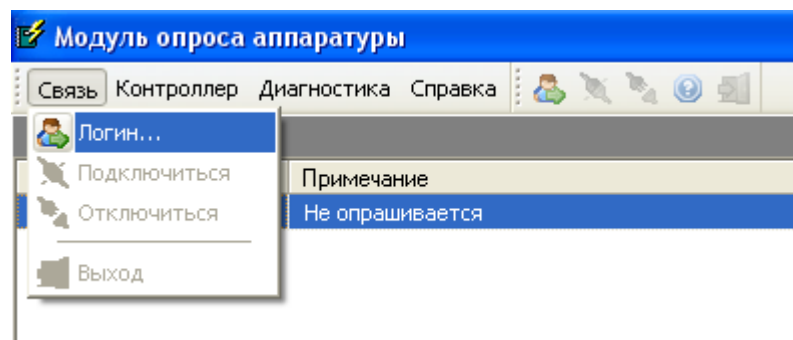 Модуль опроса аппаратуры
Связь Контроллер Диагностика Справка
Логин...
Подключиться
Примечание
Отключиться
Не опрашивается
Выход